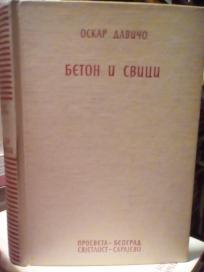 ОСКАР ДАВИЧО
БЕТОН И СВИЦИ
ПРОСВЕТА - БЕОГРАД
СВЈЕТЛОСТ - САРАЈЕВО